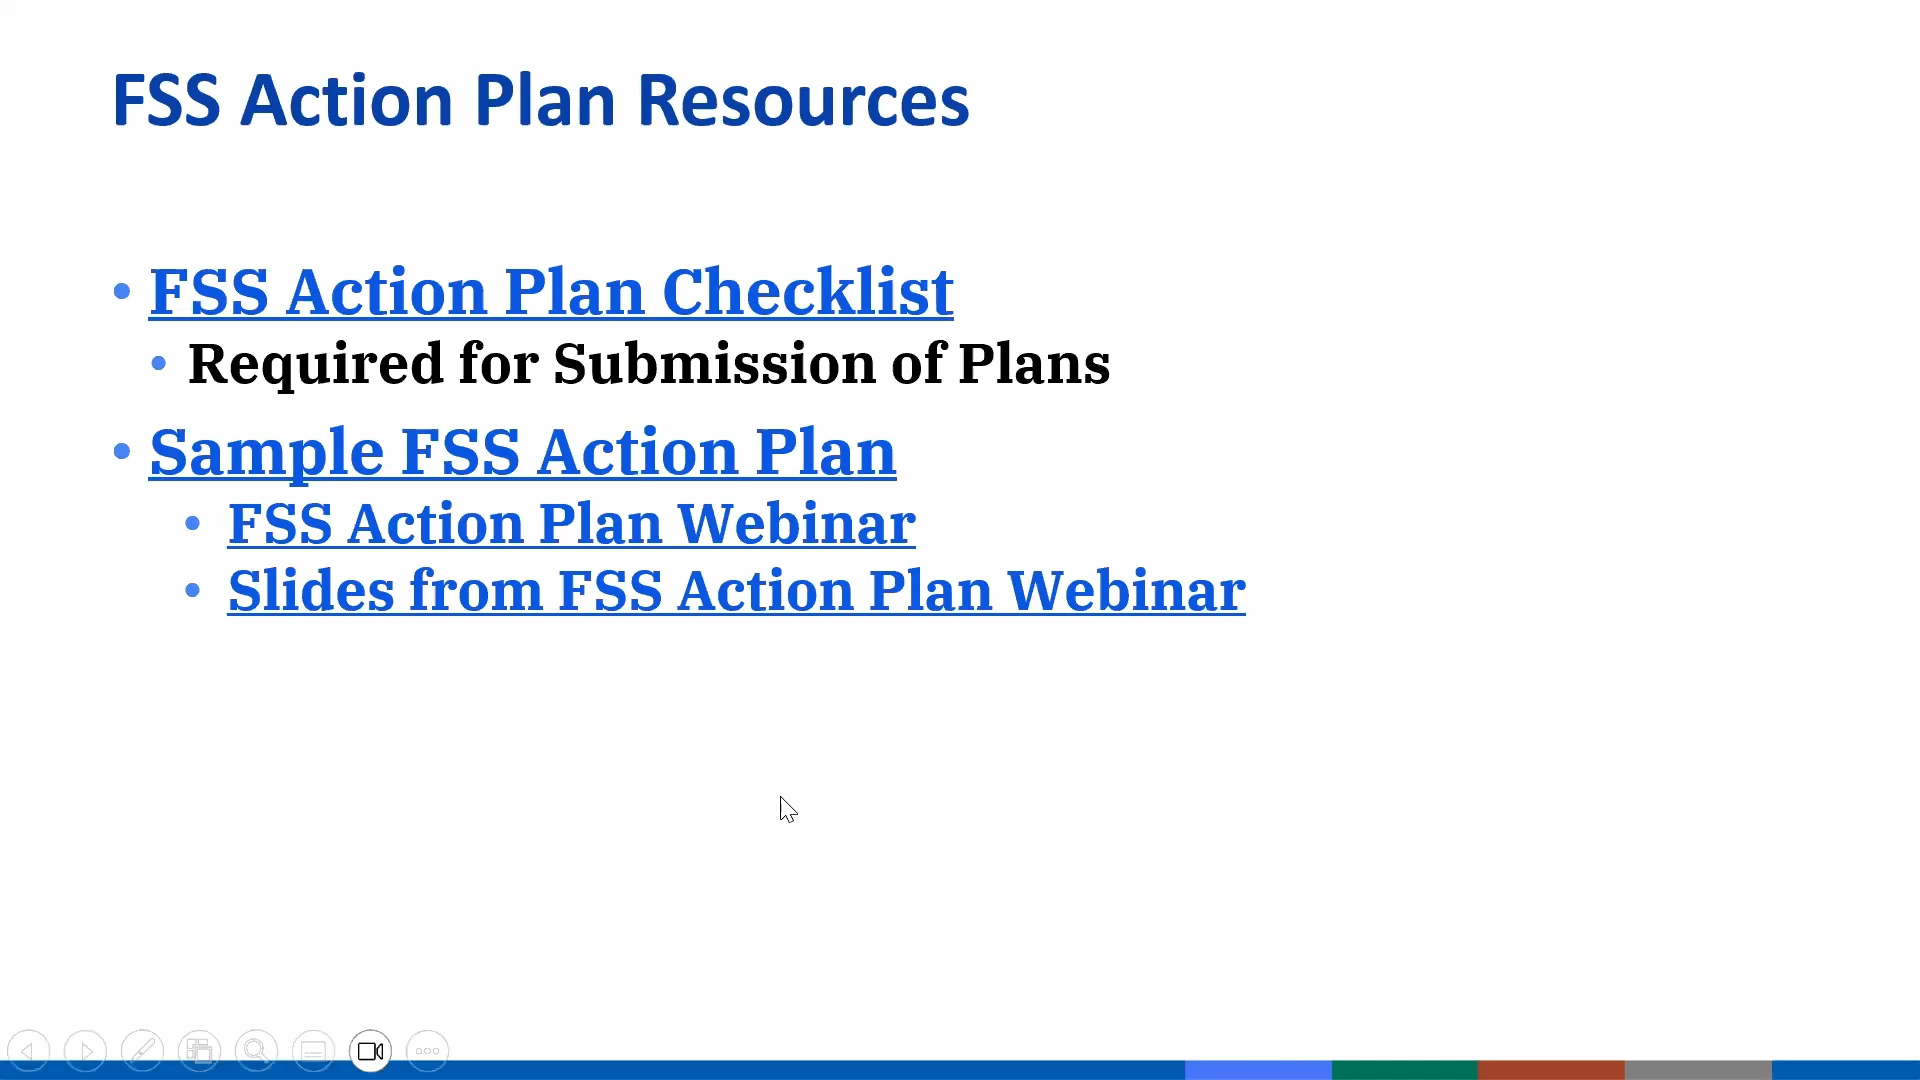 FSS Action Plan Resources
• FSS Action Plan Checklist
• Required for Submission of Plans
• Sample FSS Action Plan
• FSS Action Plan Webinar
• Slides from FSS Action Plan Webinar